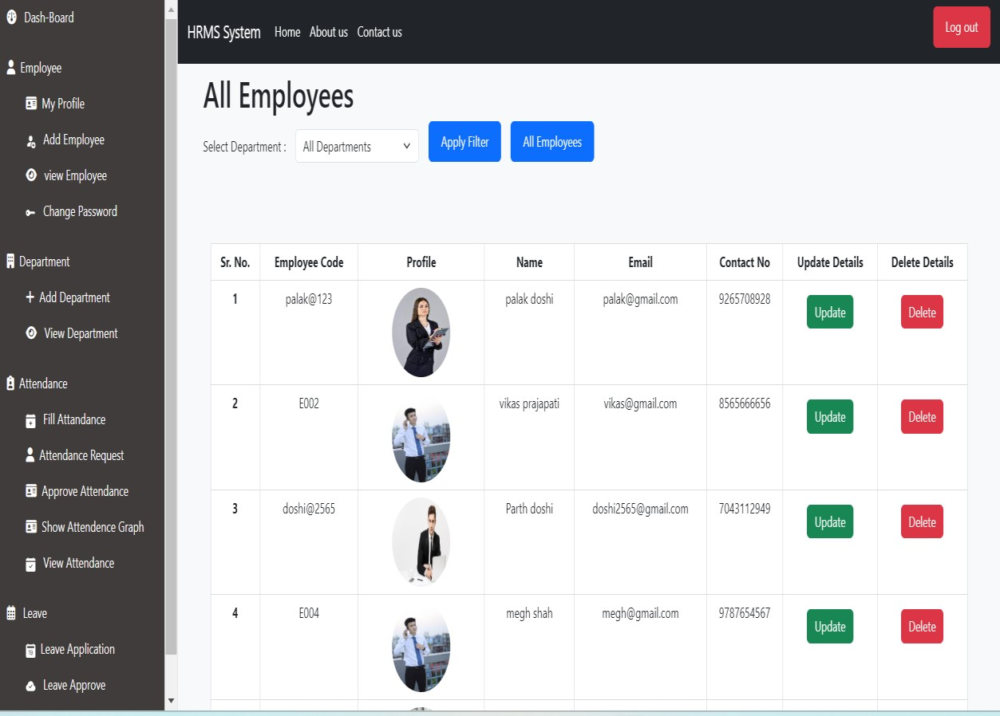 Dash-Board
Employee
My Profile
Add Employee
view Employee
Change Password
Department
Add Department
View Department
Attendance
Fill Attandance
Attendance Request
Approve Attendance
Show Attendence Graph
View Attendance
Leave
Leave Application
Leave Approve
HRMS System Home About us Contact us Log out
All Employees
Select Department : All Departments Apply Filter All Employees
Sr. No. Employee Code Profile Name Email Contact No Update Details Delete Details
1 palak@123 palak doshi palak@gmail.com 9265708928 Update Delete
2 E002 vikas prajapati vikas@gmail.com 8565666656 Update Delete
3 doshi@2565 Parth doshi doshi2565@gmail.com 7043112949 Update Delete
4 E004 megh shah megh@gmail.com 9787654567 Update Delete